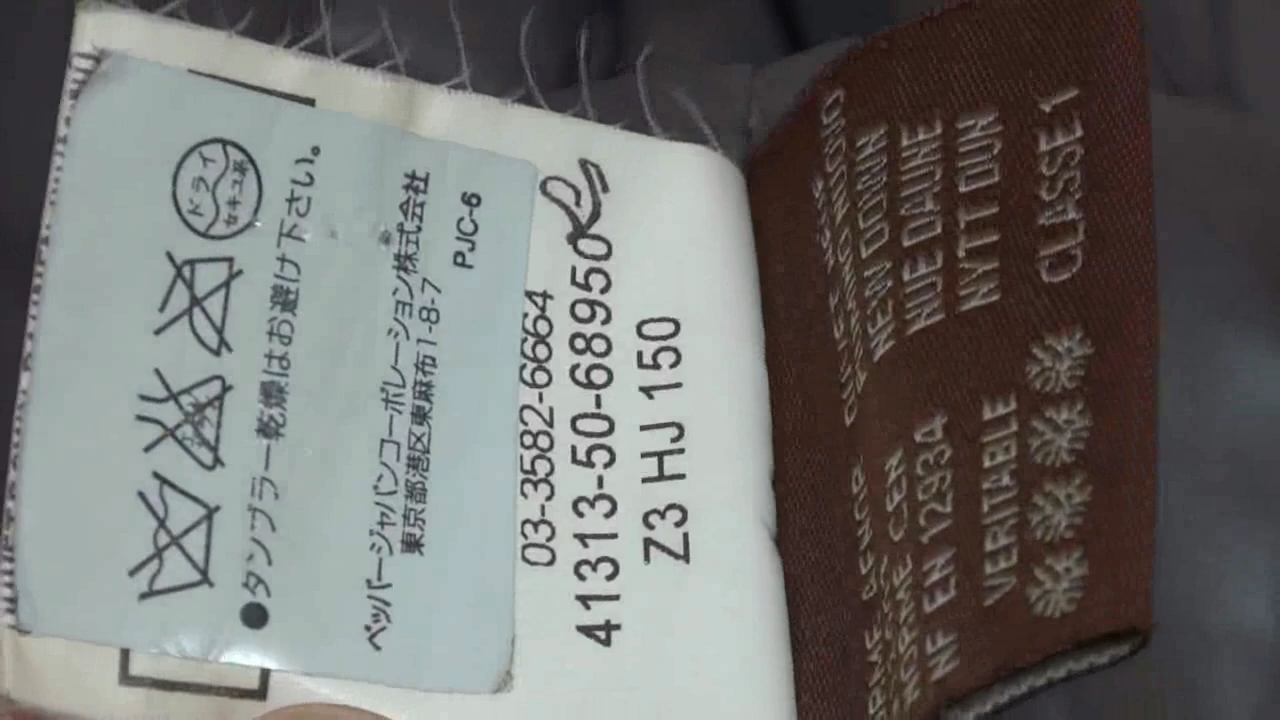 ドライ
セキユ系
●タンブラー乾燥はお避け下さい。
ペッパージャパンコーポレーション株式会社
東京都港区東麻布1-8-7
PJC-6
03-3582-6664
41313-50-68950
Z3 HJ 150
NORME CEN
NF EN 12934
NEW DOWN
NUE DAUNE
NYTT DUN
VERITABLE CLASSE 1